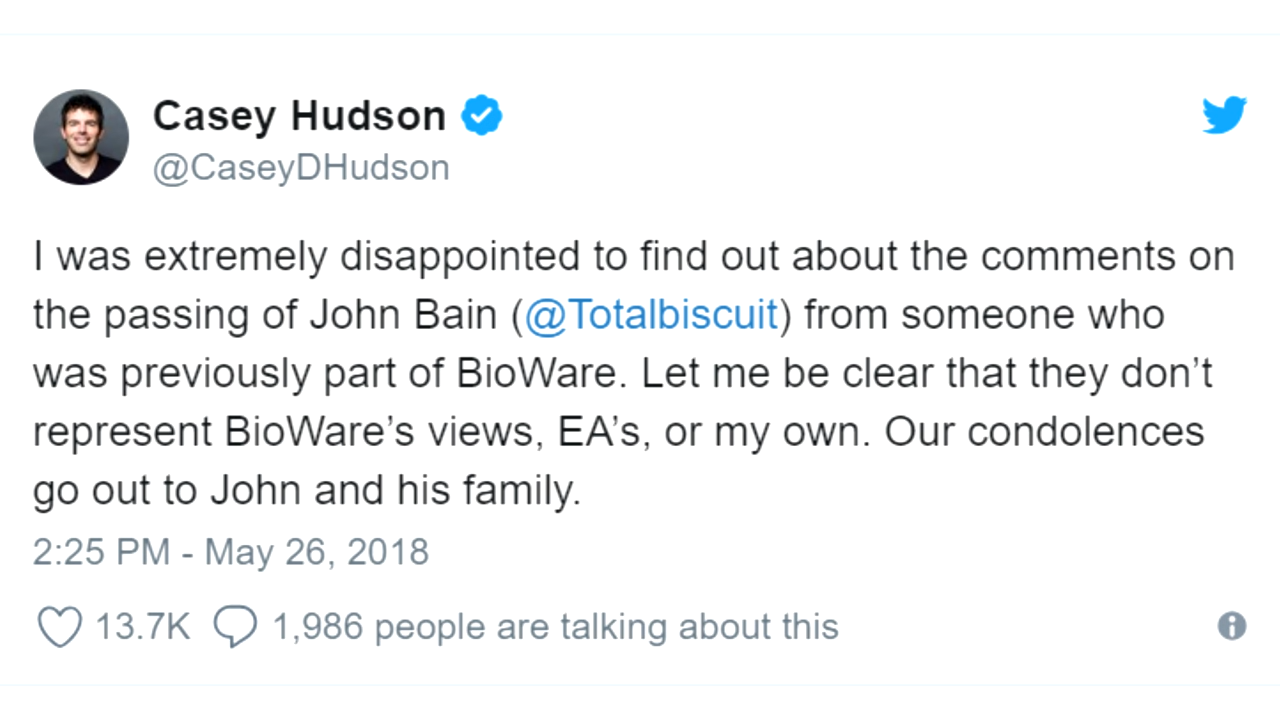 Casey Hudson
@CaseyDHudson
I was extremely disappointed to find out about the comments on
the passing of John Bain (@Totalbiscuit) from someone who
was previously part of BioWare. Let me be clear that they don’t
represent BioWare’s views, EA’s, or my own. Our condolences
go out to John and his family.
2:25 PM - May 26, 2018
13.7K 1,986 people are talking about this